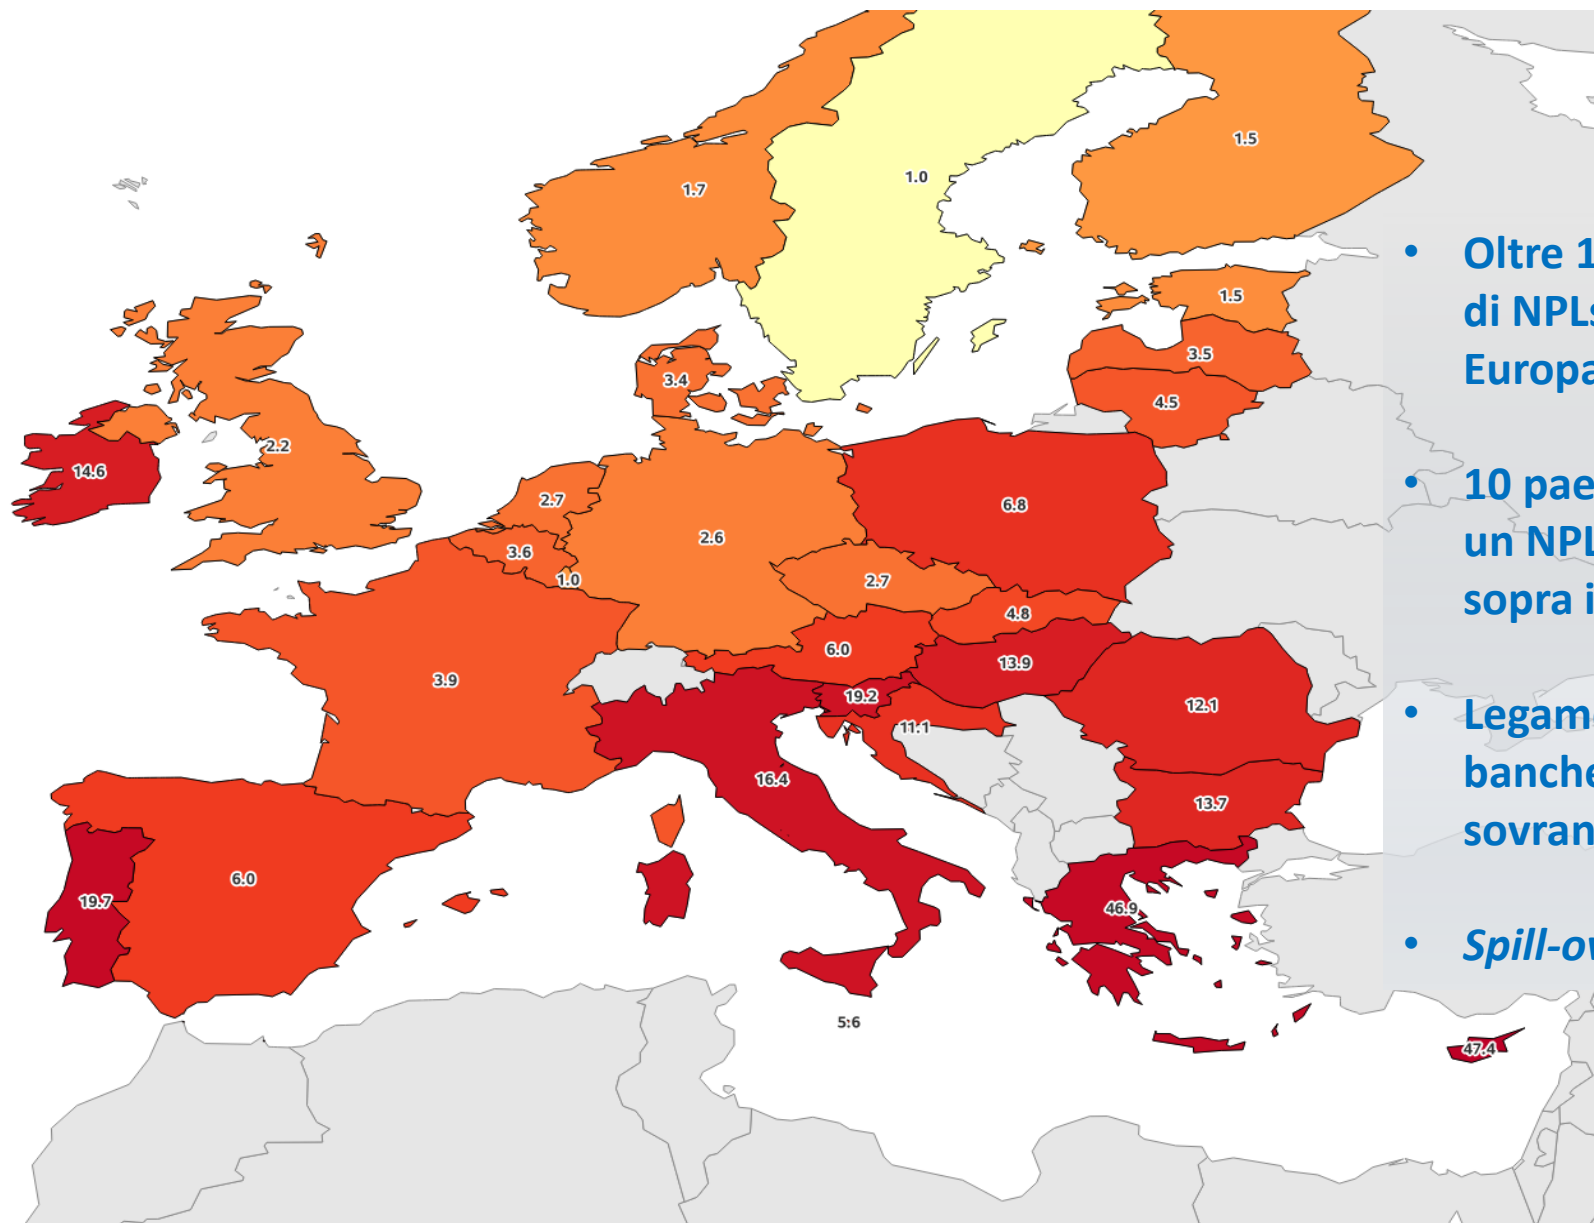 1.5
1.7
1.0
1.5
3.5
3.4
4.5
2.2
14.6
2.7
6.8
2.6
3.6
1.0
2.7
4.8
6.0
13.9
3.9
19.2
12.1
11.1
16.4
13.7
6.0
19.7
46.9
5:6
47.4
• Oltre 1
di NPLs
Europa
• 10 pae
un NPL
sopra i
• Legam
banche
sovran
• Spill-ov